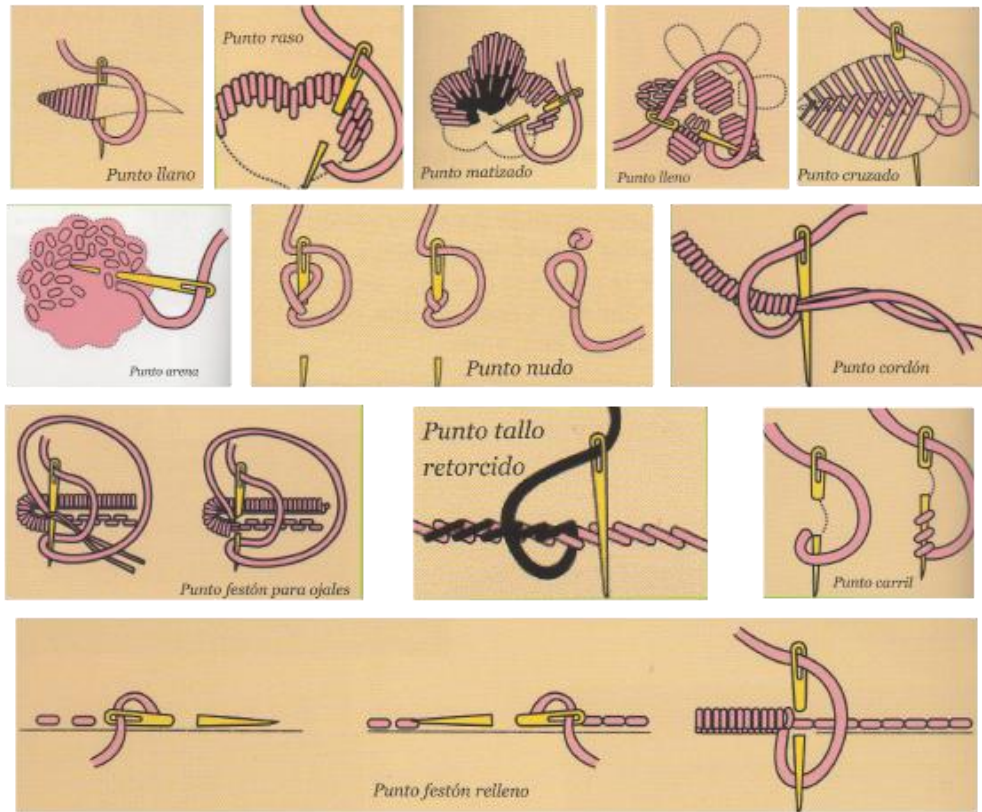 Punto llano
Punto raso
Punto matizado
Punto lleno
Punto cruzado
Punto arena
Punto nudo
Punto cordón
Punto festón para ojales
Punto tallo
retorcido
Punto carril
Punto festón relleno